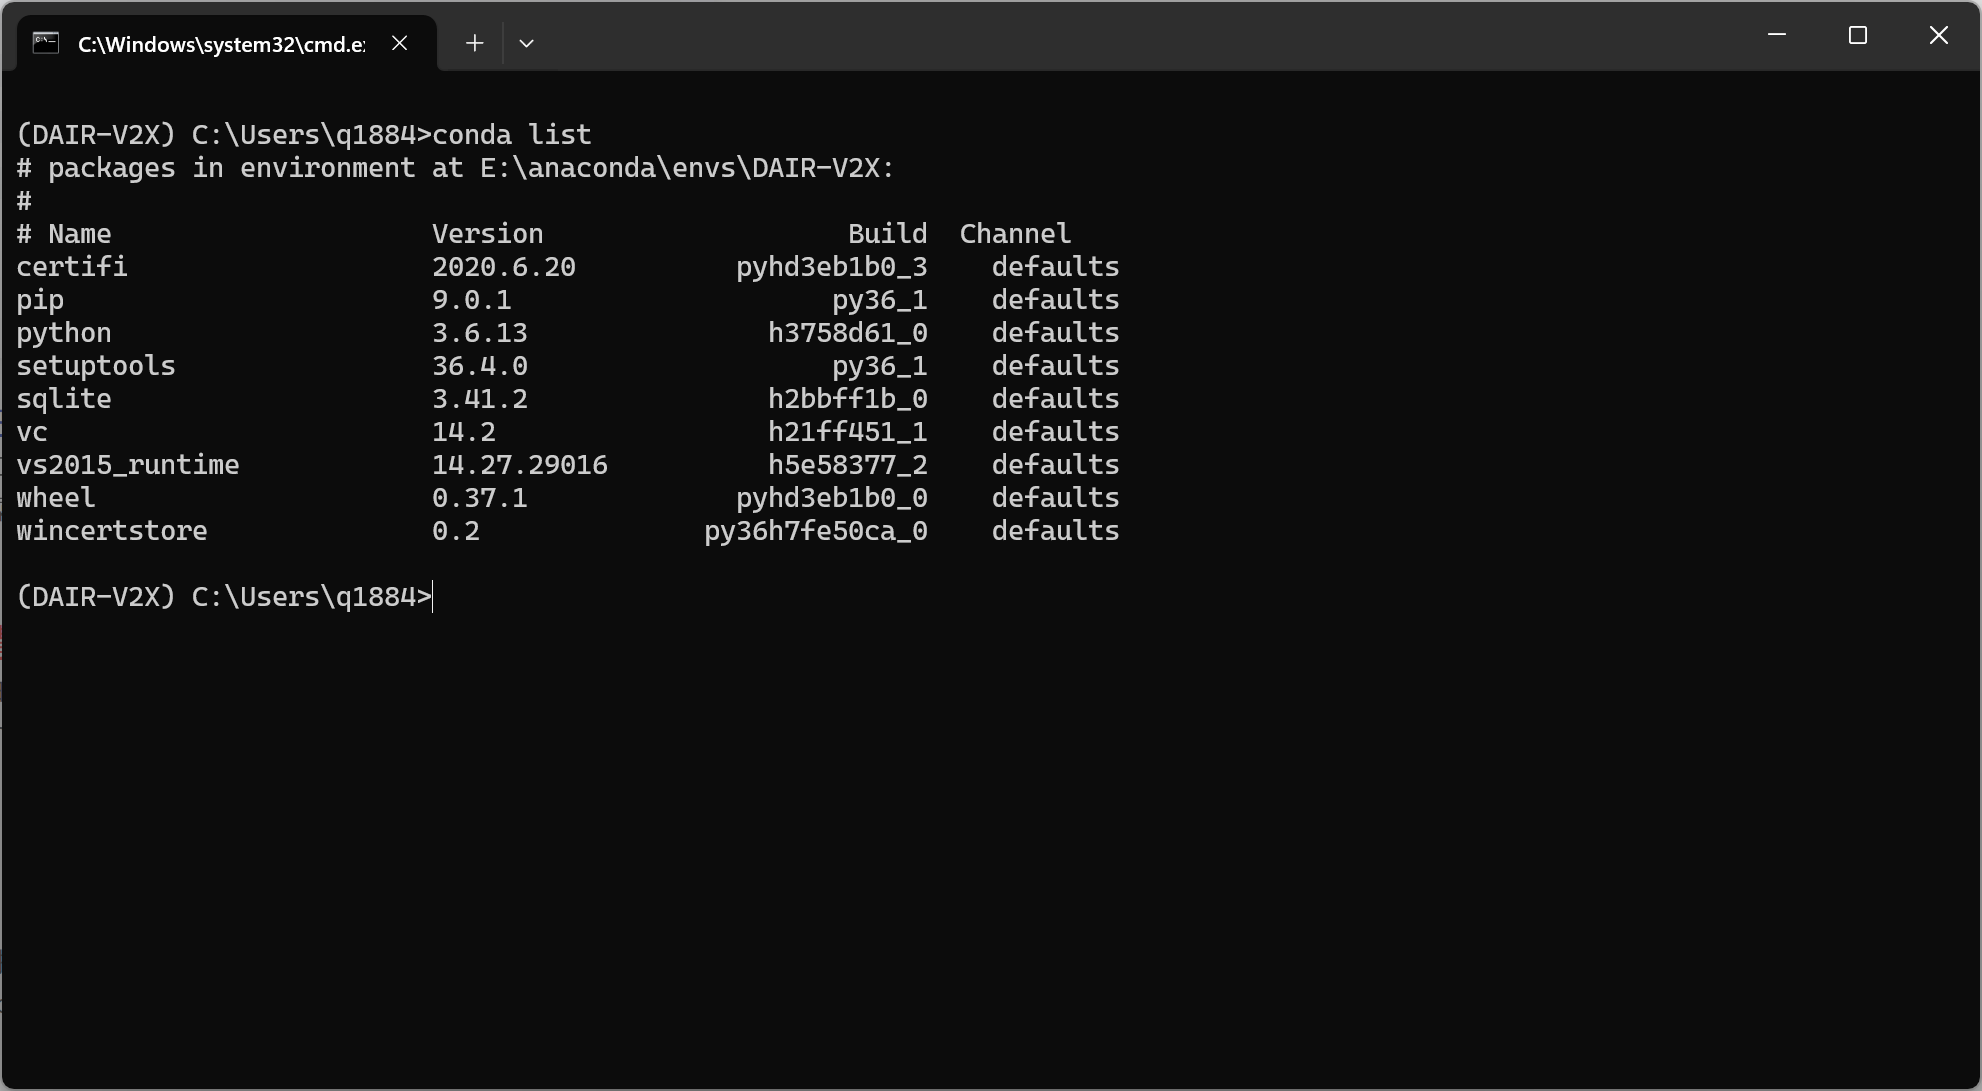 C:\Windows\system32\cmd.e
(DAIR-V2X) C:\Users\q1884>conda list
# packages in environment at E:\anaconda\envs\DAIR-V2X:
#
# Name                    Version                   Build  Channel
certifi                   2020.6.20          pyhd3eb1b0_3    defaults
pip                       9.0.1                    py36_1    defaults
python                    3.6.13               h3758d61_0    defaults
setuptools                36.4.0                   py36_1    defaults
sqlite                    3.41.2               h2bbff1b_0    defaults
vc                        14.2                 h21ff451_1    defaults
vs2015_runtime            14.27.29016          h5e58377_2    defaults
wheel                     0.37.1             pyhd3eb1b0_0    defaults
wincertstore              0.2              py36h7fe50ca_0    defaults
(DAIR-V2X) C:\Users\q1884>